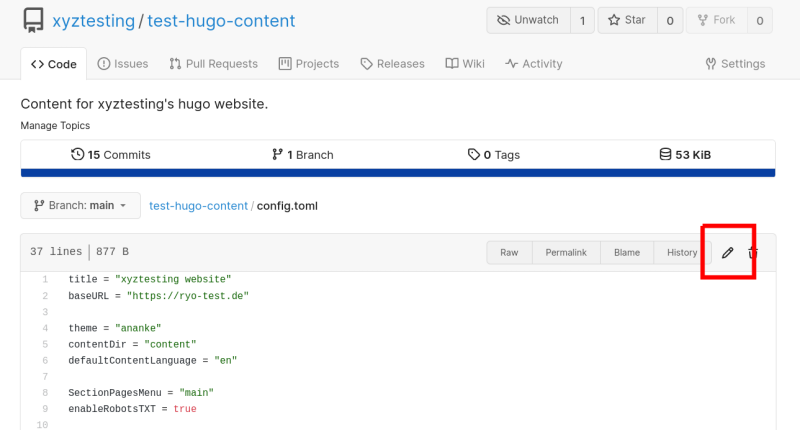 xyztesting / test-hugo-content
Unwatch 1 Star 0 Fork 0
Code Issues Pull Requests Projects Releases Wiki Activity Settings
Content for xyztesting's hugo website.
Manage Topics
15 Commits 1 Branch 0 Tags 53 KiB
Branch: main test-hugo-content / config.toml
37 lines 877 B Raw Permalink Blame History
1 title = "xyztesting website"
2 baseURL = "https://ryo-test.de"
3
4 theme = "ananke"
5 contentDir = "content"
6 defaultContentLanguage = "en"
7
8 SectionPagesMenu = "main"
9 enableRobotsTXT = true
10